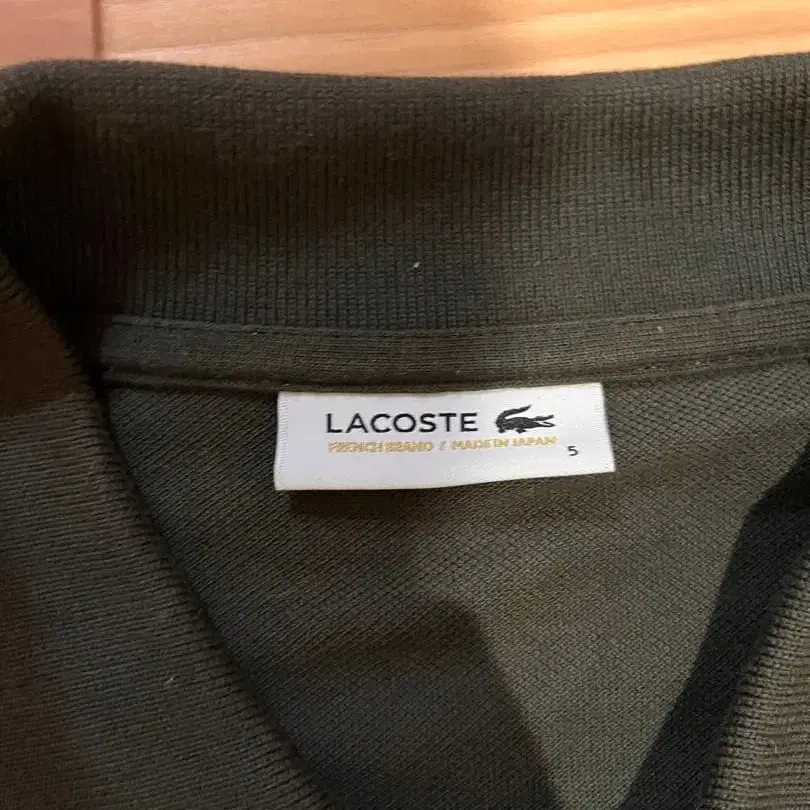 LACOSTE
FRENCH BRAND / MADE IN JAPAN
5